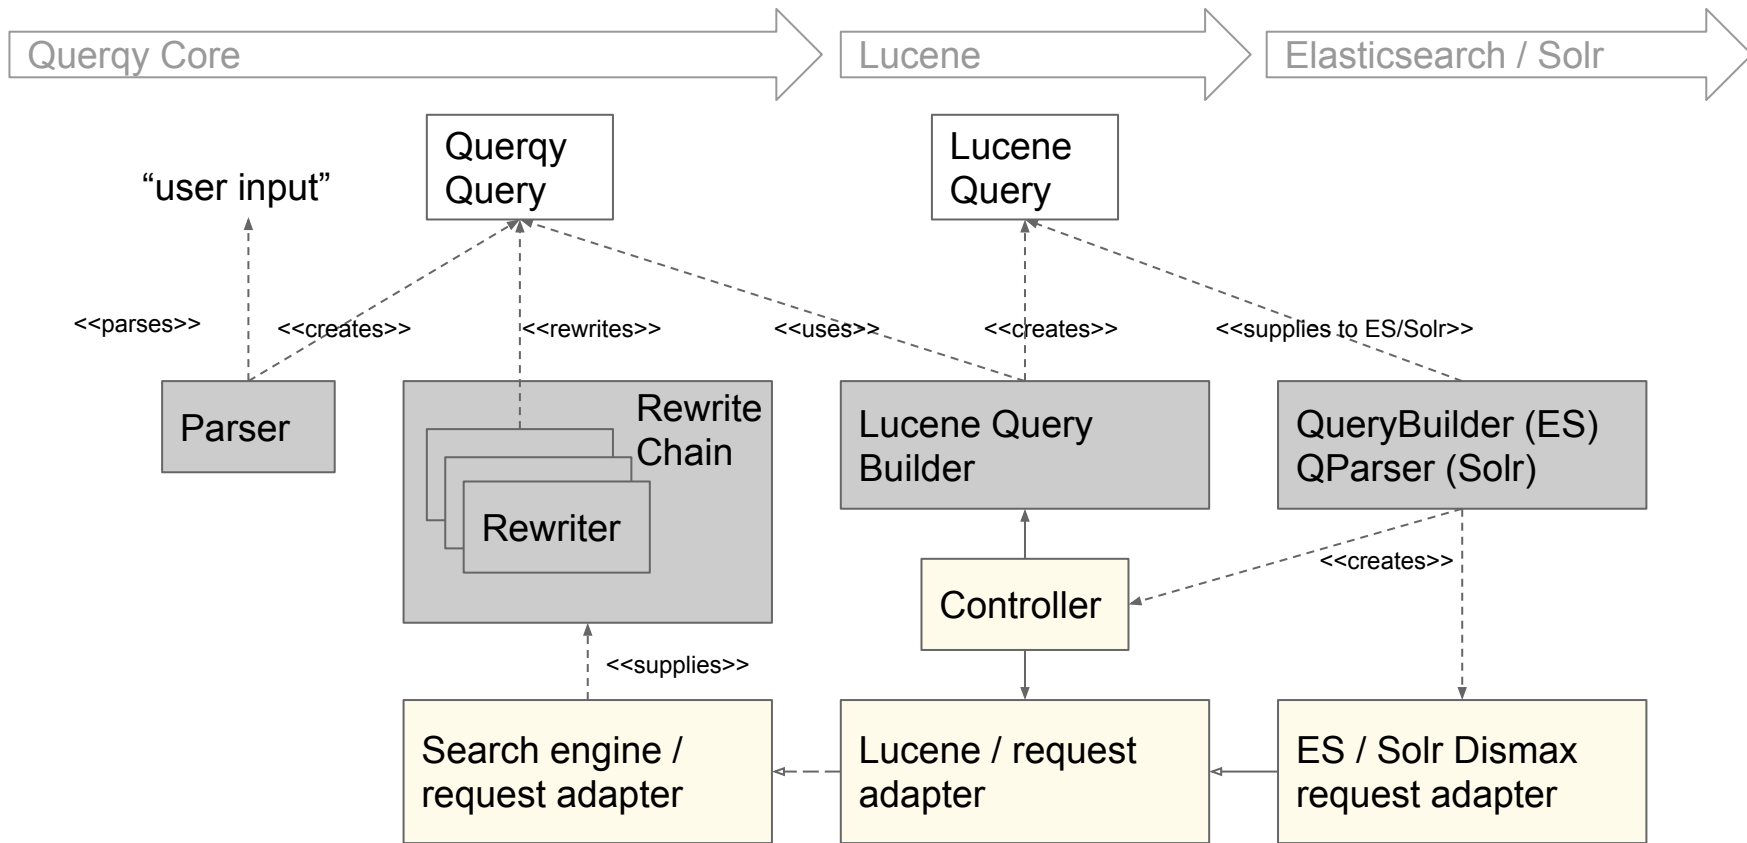 Querqy Core
Lucene
Elasticsearch / Solr
Querqy
Query
Lucene
Query
“user input”
<<parses>>
<<creates>>
<<rewrites>>
<<uses>>
<<creates>>
<<supplies to ES/Solr>>
Parser
Rewrite
Chain
Rewriter
Lucene Query
Builder
QueryBuilder (ES)
QParser (Solr)
<<creates>>
Controller
<<supplies>>
Search engine /
request adapter
Lucene / request
adapter
ES / Solr Dismax
request adapter